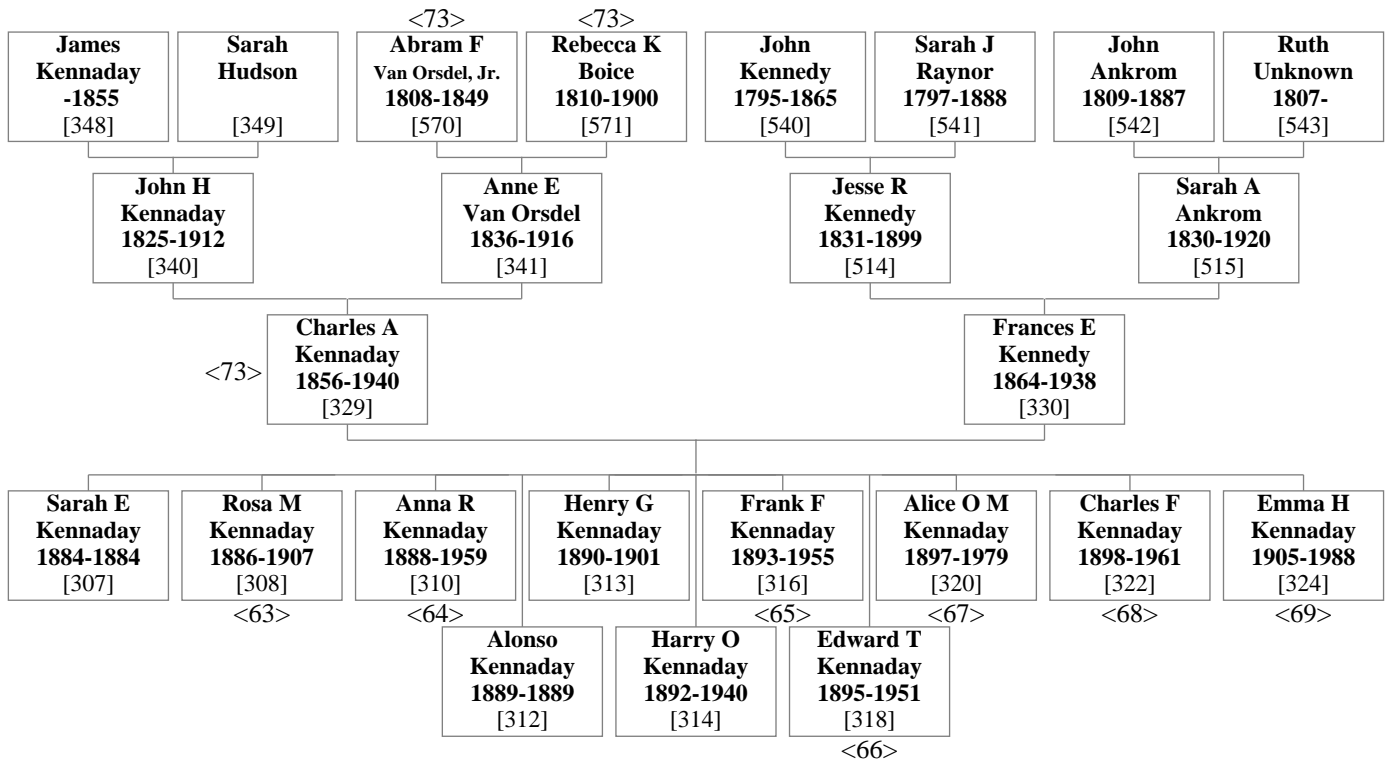 <73>
<73>
James
Kennaday
-1855
[348]
Sarah
Hudson
[349]
Abram F
Van Orsdel, Jr.
1808-1849
[570]
Rebecca K
Boice
1810-1900
[571]
John
Kennedy
1795-1865
[540]
Sarah J
Raynor
1797-1888
[541]
John
Ankrom
1809-1887
[542]
Ruth
Unknown
1807-
[543]
John H
Kennaday
1825-1912
[340]
Anne E
Van Orsdel
1836-1916
[341]
Jesse R
Kennedy
1831-1899
[514]
Sarah A
Ankrom
1830-1920
[515]
<73>
Charles A
Kennaday
1856-1940
[329]
Frances E
Kennedy
1864-1938
[330]
Sarah E
Kennaday
1884-1884
[307]
Rosa M
Kennaday
1886-1907
[308]
<63>
Anna R
Kennaday
1888-1959
[310]
<64>
Henry G
Kennaday
1890-1901
[313]
Frank F
Kennaday
1893-1955
[316]
<65>
Alice O M
Kennaday
1897-1979
[320]
<67>
Charles F
Kennaday
1898-1961
[322]
<68>
Emma H
Kennaday
1905-1988
[324]
<69>
Alonso
Kennaday
1889-1889
[312]
Harry O
Kennaday
1892-1940
[314]
Edward T
Kennaday
1895-1951
[318]
<66>